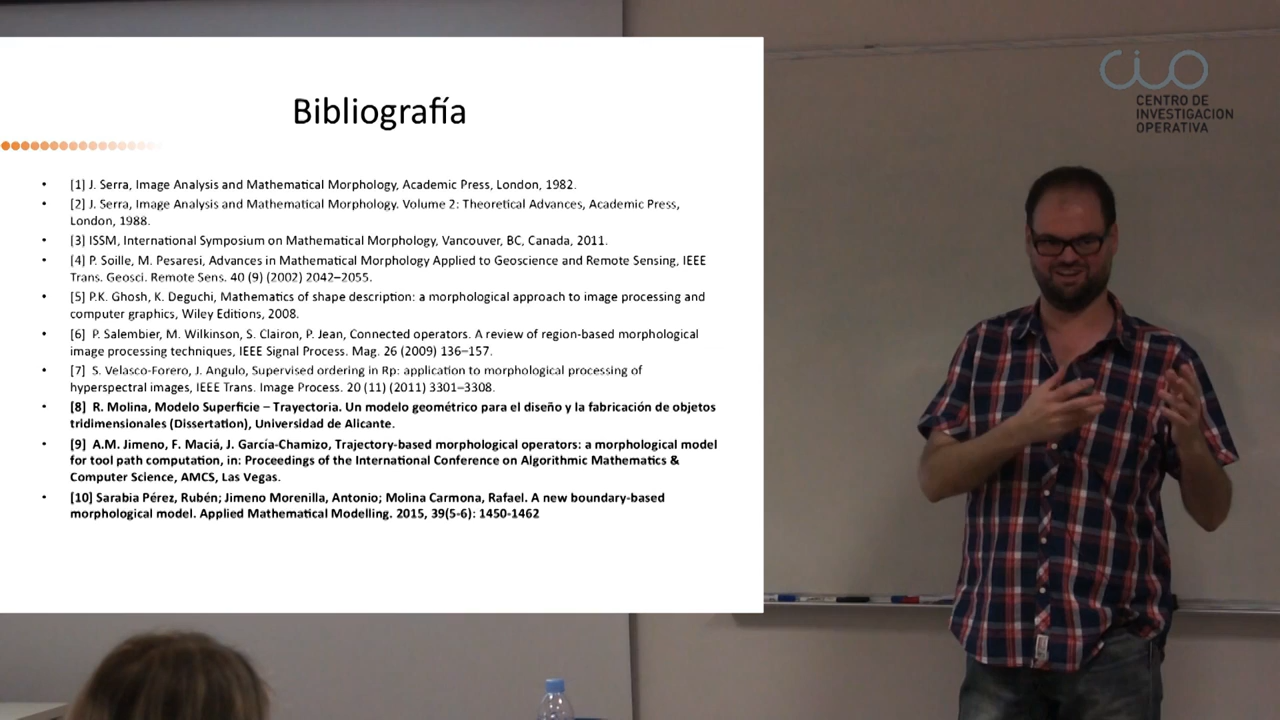 Bibliografía
• [1] J. Serra, Image Analysis and Mathematical Morphology, Academic Press, London, 1982.
• [2] J. Serra, Image Analysis and Mathematical Morphology. Volume 2: Theoretical Advances, Academic Press,
London, 1988.
• [3] ISSM, International Symposium on Mathematical Morphology, Vancouver, BC, Canada, 2011.
• [4] P. Soille, M. Pesaresi, Advances in Mathematical Morphology Applied to Geoscience and Remote Sensing, IEEE
Trans. Geosci. Remote Sens. 40 (9) (2002) 2042–2055.
• [5] P.K. Ghosh, K. Deguchi, Mathematics of shape description: a morphological approach to image processing and
computer graphics, Wiley Editions, 2008.
• [6] P. Salembier, M. Wilkinson, S. Clairon, P. Jean, Connected operators. A review of region-based morphological
image processing techniques, IEEE Signal Process. Mag. 26 (2009) 136–157.
• [7] S. Velasco-Forero, J. Angulo, Supervised ordering in Rp: application to morphological processing of
hyperspectral images, IEEE Trans. Image Process. 20 (11) (2011) 3301–3308.
• [8] R. Molina, Modelo Superficie – Trayectoria. Un modelo geométrico para el diseño y la fabricación de objetos
tridimensionales (Dissertation), Universidad de Alicante.
• [9] A.M. Jimeno, F. Maciá, J. García-Chamizo, Trajectory-based morphological operators: a morphological model
for tool path computation, in: Proceedings of the International Conference on Algorithmic Mathematics &
Computer Science, AMCS, Las Vegas.
• [10] Sarabia Pérez, Rubén; Jimeno Morenilla, Antonio; Molina Carmona, Rafael. A new boundary-based
morphological model. Applied Mathematical Modelling. 2015, 39(5-6): 1450-1462
CIO
CENTRO DE
INVESTIGACION
OPERATIVA